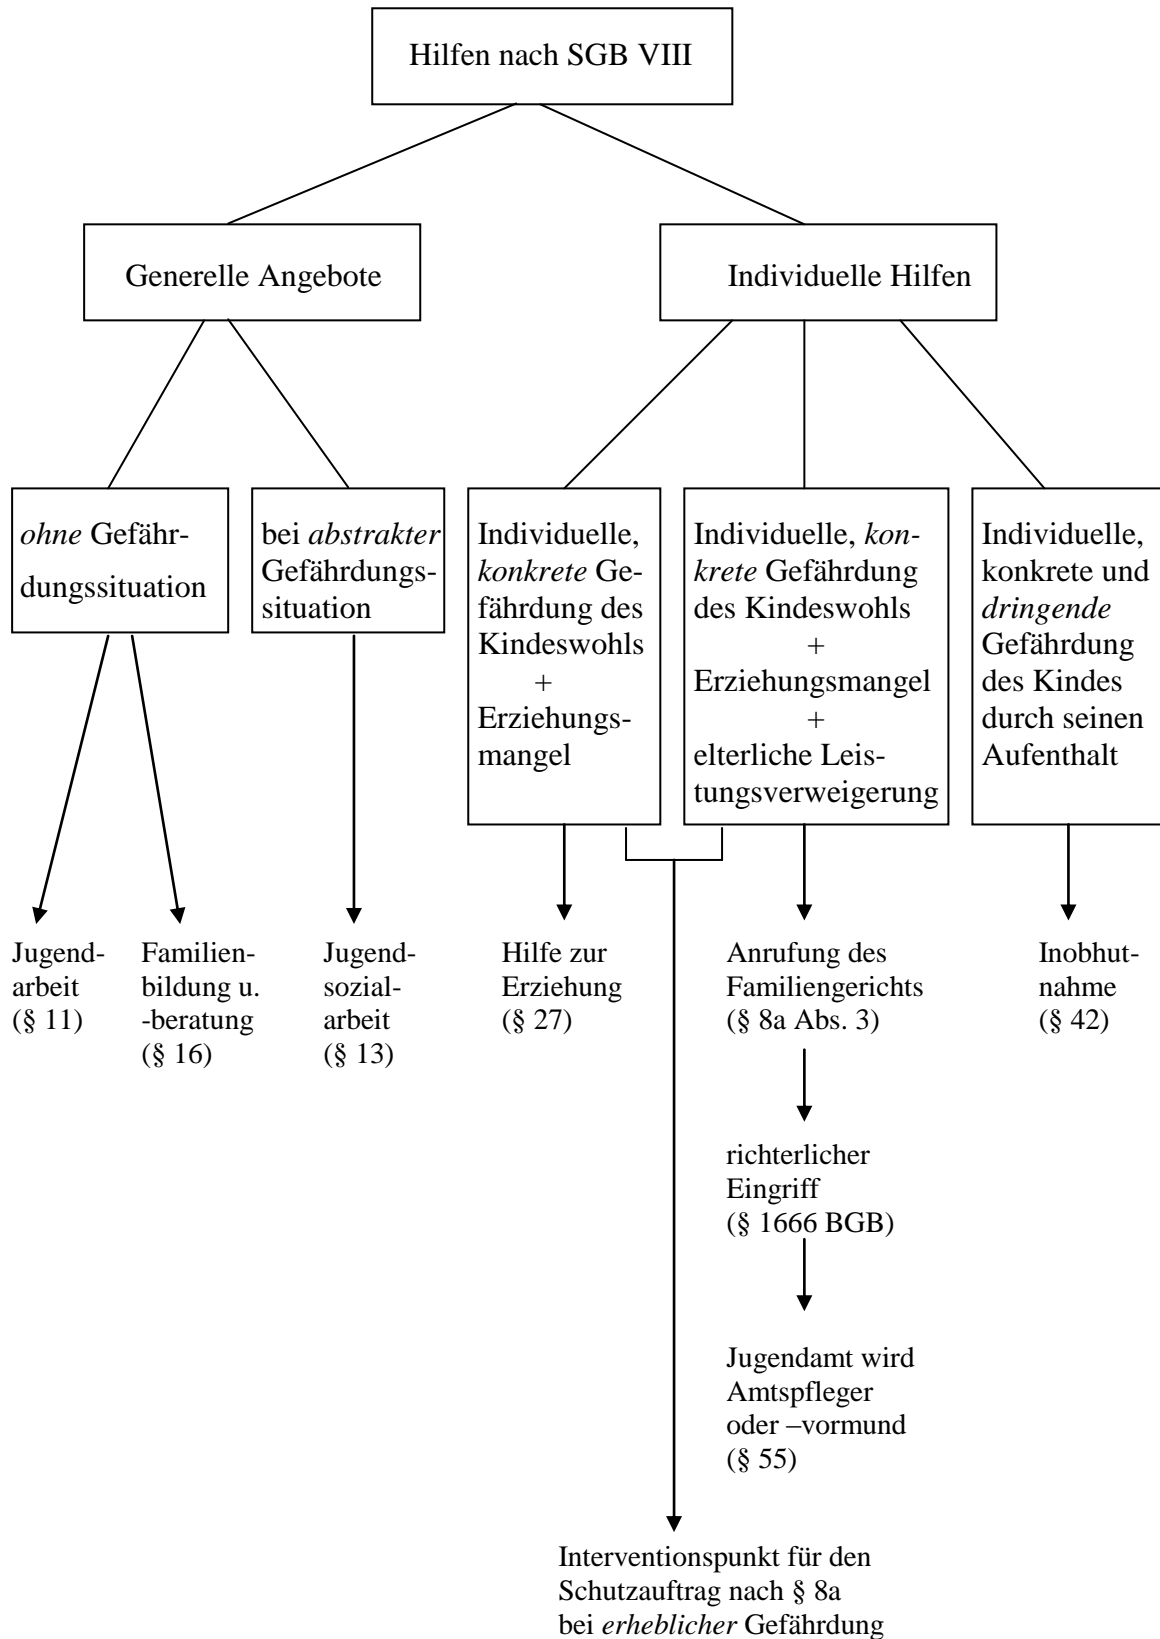 Hilfen nach SGB VIII
Generelle Angebote
Individuelle Hilfen
ohne Gefähr-
dungssituation
bei abstrakter
Gefährdungs-
situation
Individuelle,
konkrete Ge-
fährdung des
Kindeswohls
+
Erziehungs-
mangel
Individuelle, kon-
krete Gefährdung
des Kindeswohls
+
Erziehungsmangel
+
elterliche Leis-
tungsverweigerung
Individuelle,
konkrete und
dringende
Gefährdung
des Kindes
durch seinen
Aufenthalt
Jugend-
arbeit
(§ 11)
Familien-
bildung u.
-beratung
(§ 16)
Jugend-
sozial-
arbeit
(§ 13)
Hilfe zur
Erziehung
(§ 27)
Anrufung des
Familiengerichts
(§ 8a Abs. 3)
Inobhut-
nahme
(§ 42)
richterlicher
Eingriff
(§ 1666 BGB)
Jugendamt wird
Amtspfleger
oder –vormund
(§ 55)
Interventionspunkt für den
Schutzauftrag nach § 8a
bei erheblicher Gefährdung